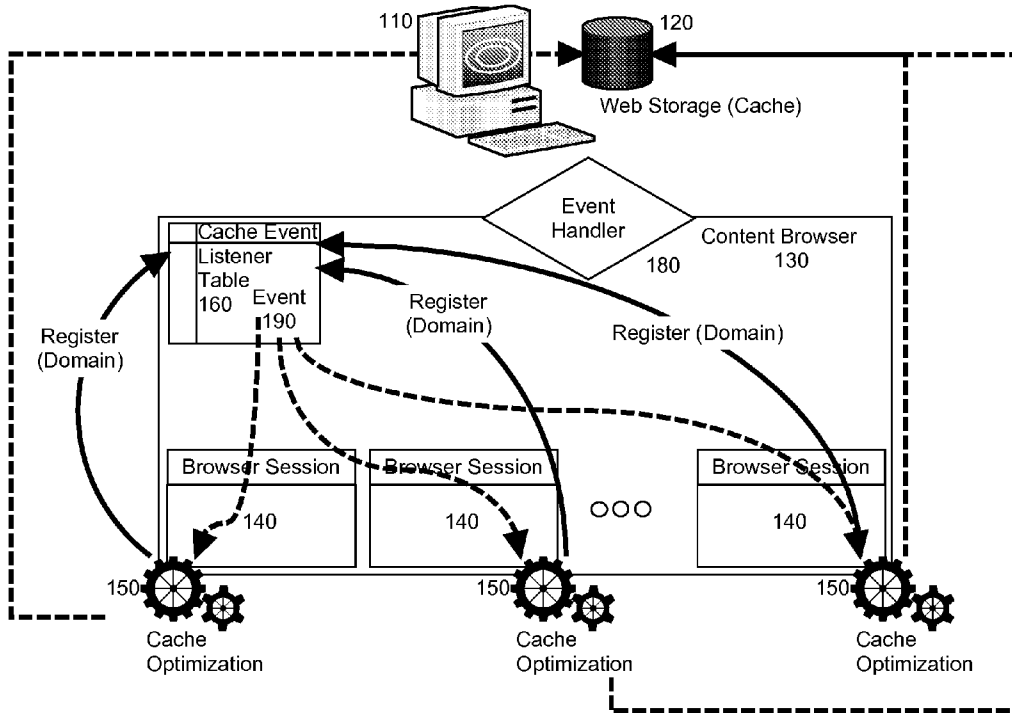 110
120
Web Storage (Cache)
Event
Handler
180
Content Browser
130
Cache Event
Listener
Table
160
Event
190
Register
(Domain)
Register
(Domain)
Register (Domain)
Browser Session
140
Browser Session
140
Browser Session
140
150
150
150
Cache
Optimization
Cache
Optimization
Cache
Optimization